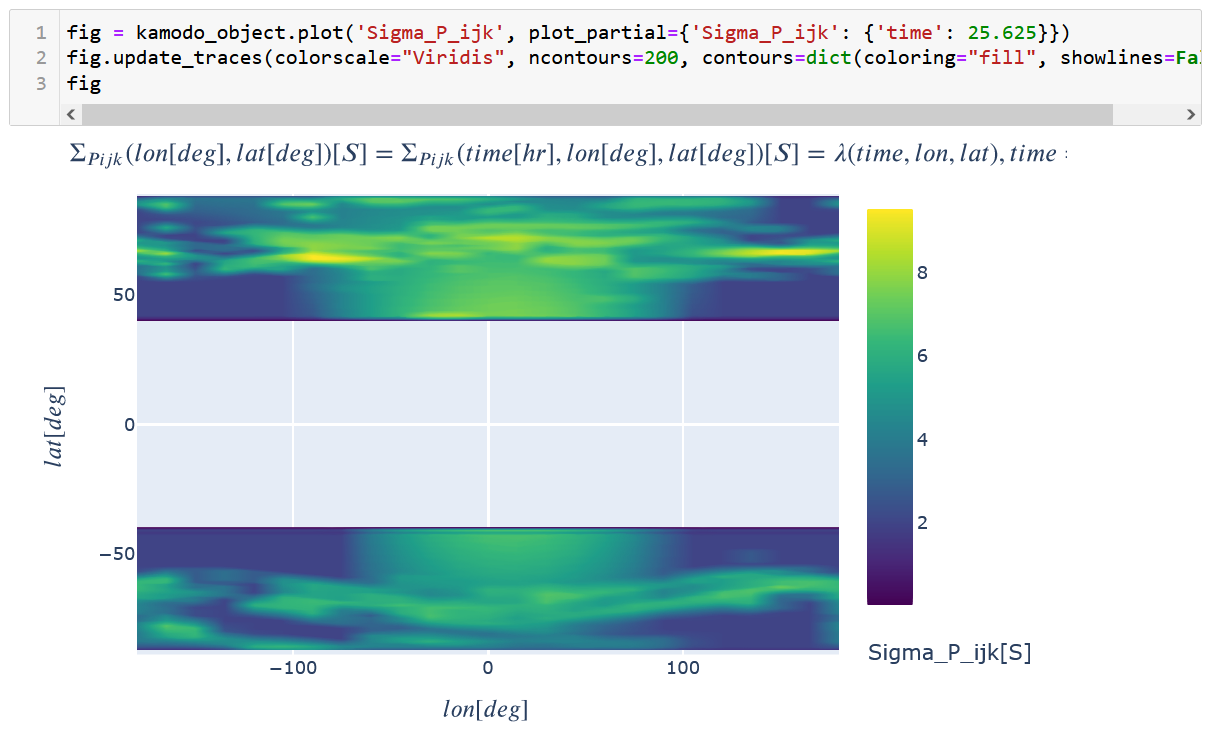 1 fig = kamodo_object.plot('Sigma_P_ijk', plot_partial={'Sigma_P_ijk': {'time': 25.625}})
2 fig.update_traces(colorscale="Viridis", ncontours=200, contours=dict(coloring="fill", showlines=Fa
3 fig
Σ_Pijk(lon[deg], lat[deg])[S] = Σ_Pijk(time[hr], lon[deg], lat[deg])[S] = λ(time, lon, lat), time
8
50
6
0
lat[deg]
4
2
−50
Sigma_P_ijk[S]
−100 0 100
lon[deg]